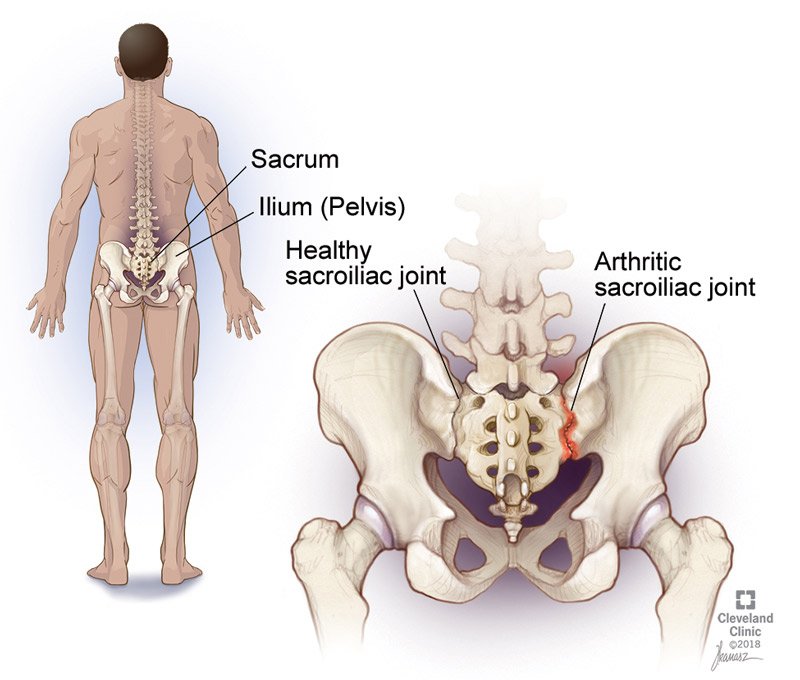 Sacrum
Ilium (Pelvis)
Healthy
sacroiliac joint
Arthritic
sacroiliac joint
Cleveland
Clinic
©2018